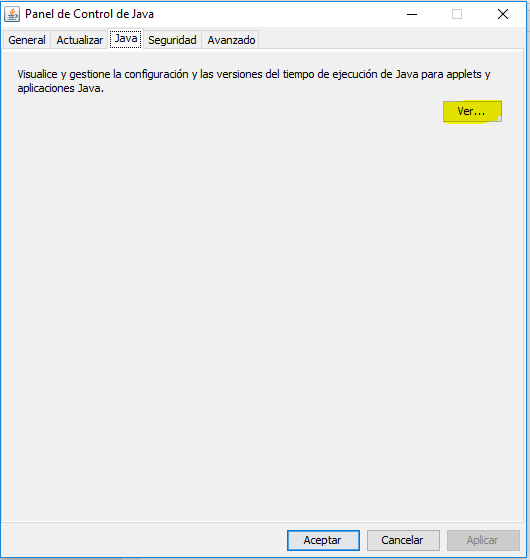 Panel de Control de Java
General Actualizar Java Seguridad Avanzado
Visualice y gestione la configuración y las versiones del tiempo de ejecución de Java para applets y
aplicaciones Java.
Ver...
Aceptar Cancelar Aplicar